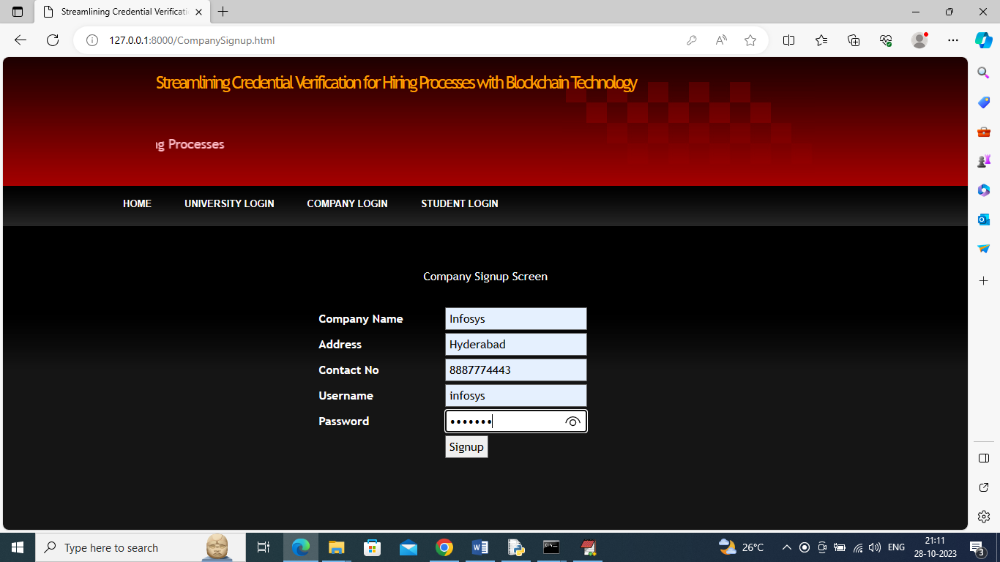 Streamlining Credential Verificati
127.0.0.1:8000/CompanySignup.html
Streamlining Credential Verification for Hiring Processes with Blockchain Technology
ng Processes
HOME UNIVERSITY LOGIN COMPANY LOGIN STUDENT LOGIN
Company Signup Screen
Company Name Infosys
Address Hyderabad
Contact No 8887774443
Username infosys
Password •••••••
Signup
Type here to search
26°C
ENG
21:11
28-10-2023
3